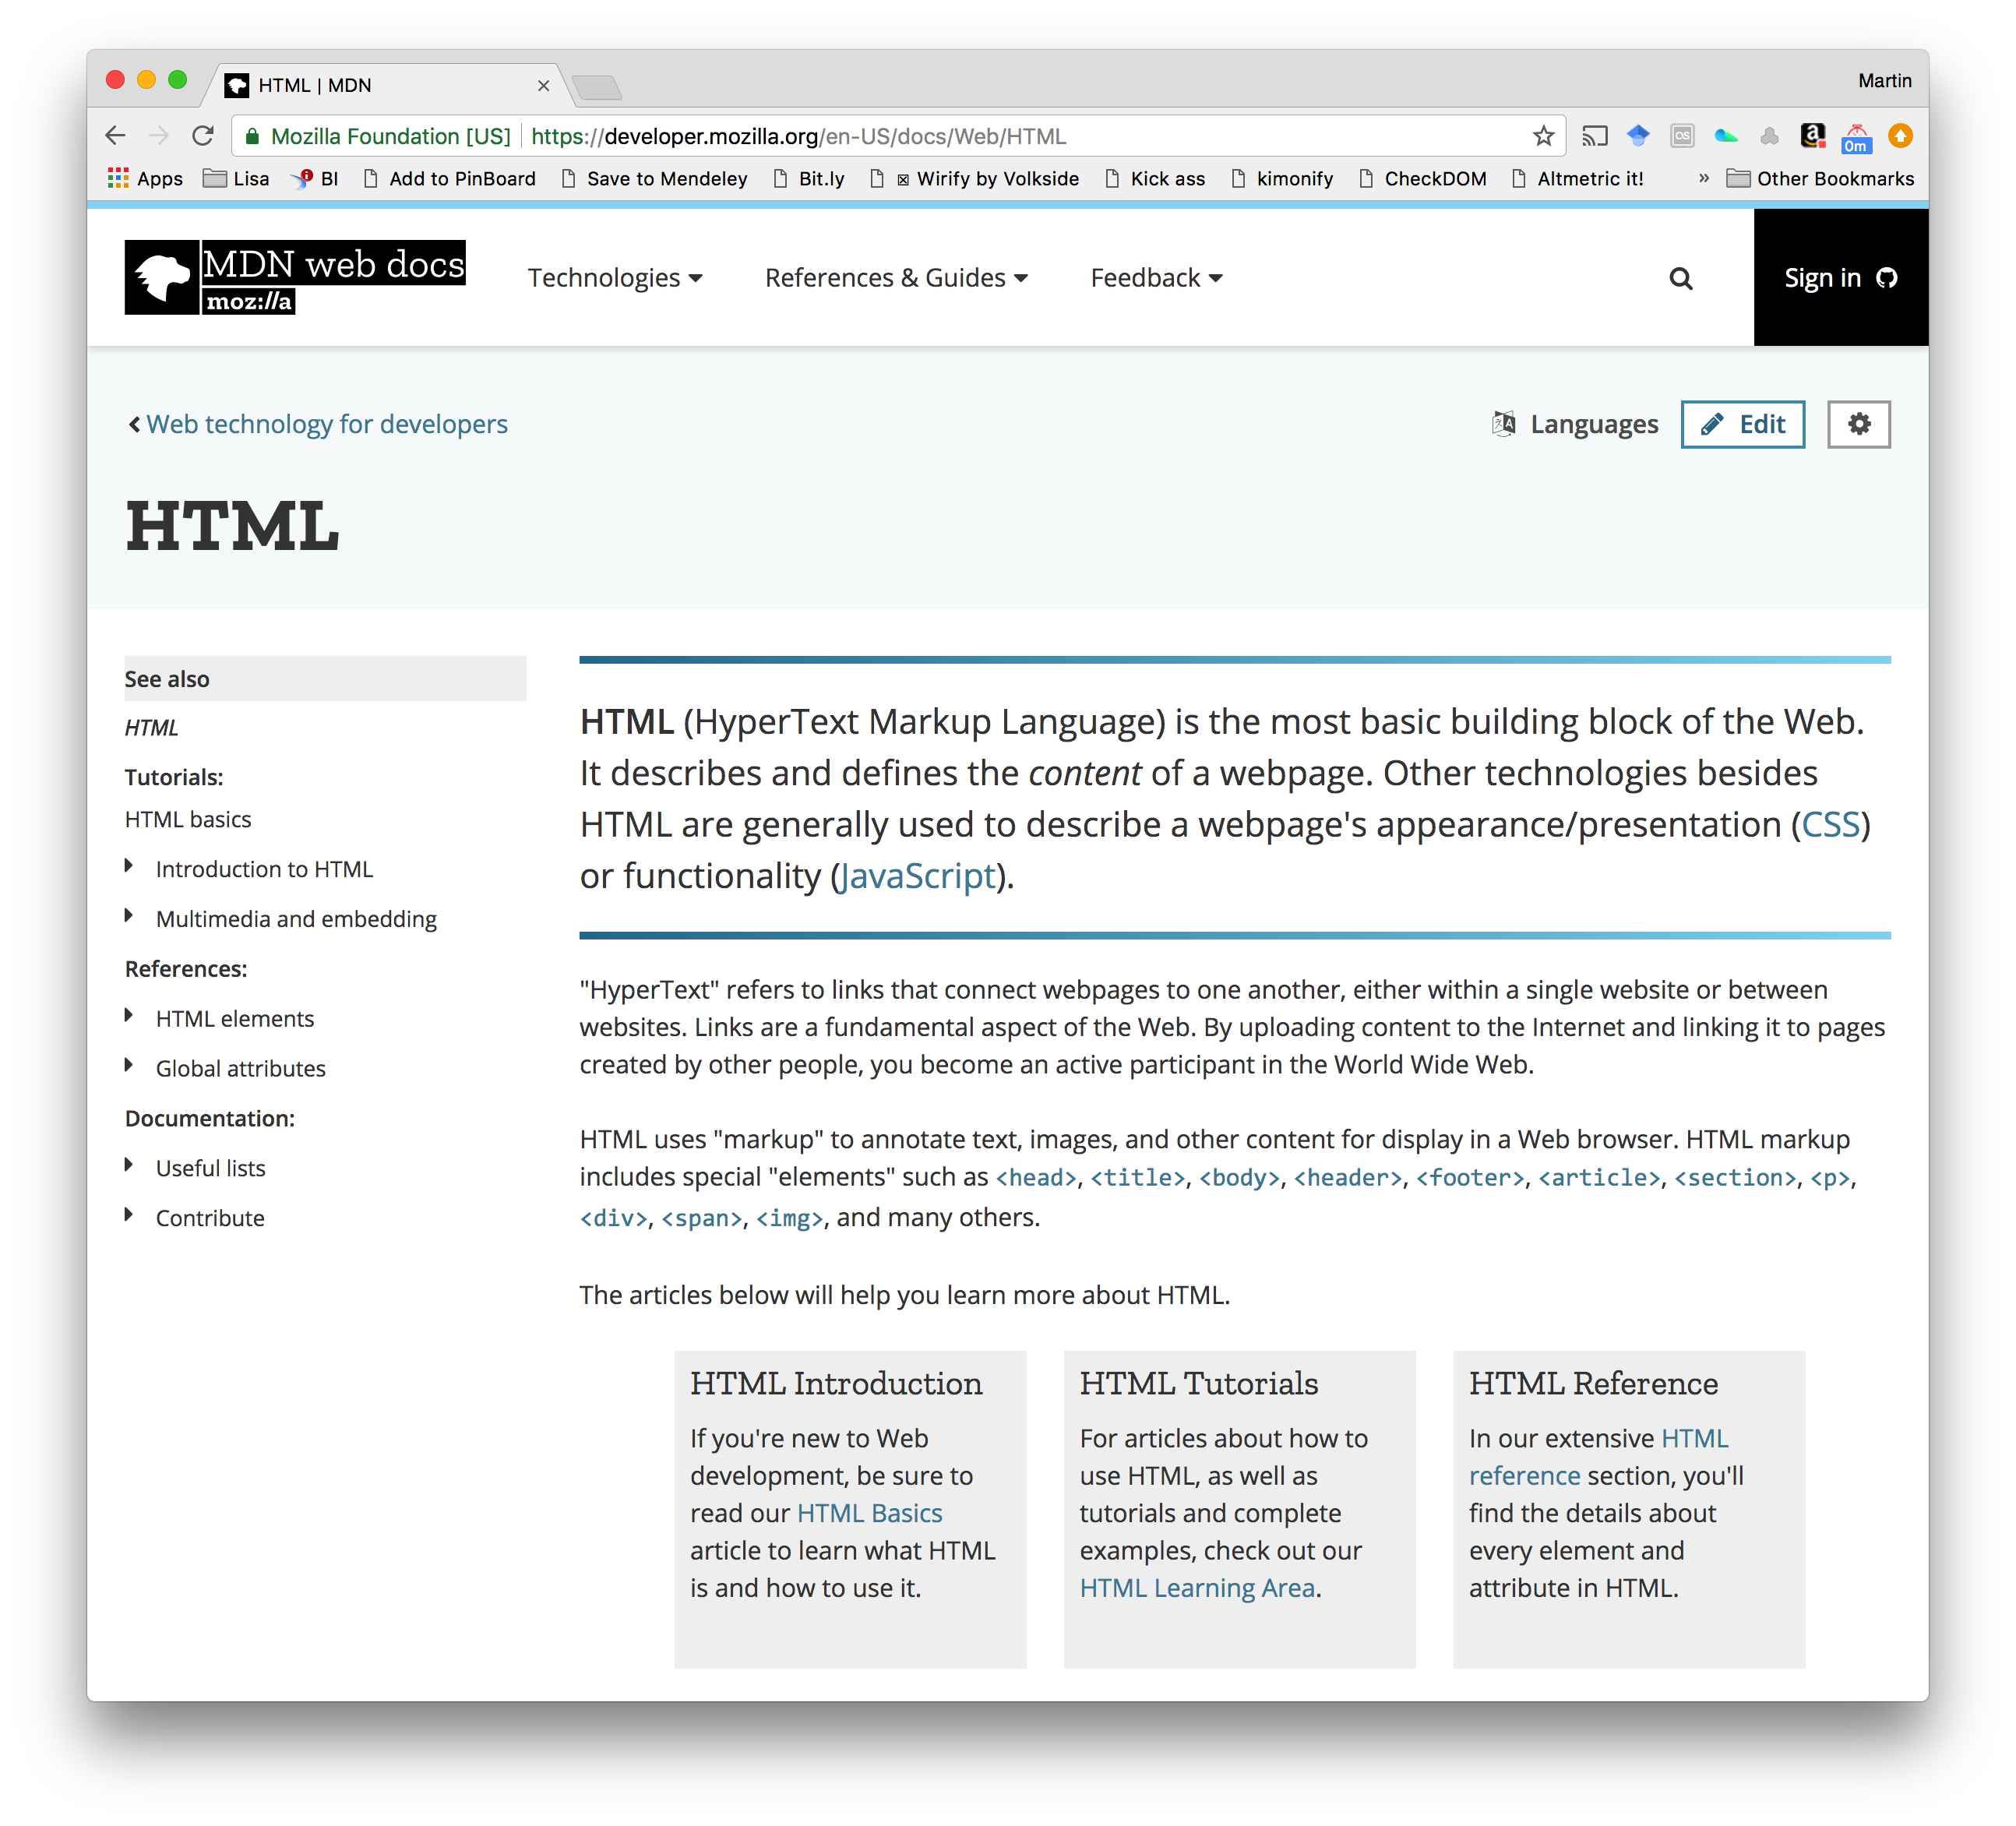 HTML | MDN
Martin
Mozilla Foundation [US] https://developer.mozilla.org/en-US/docs/Web/HTML
0m
Apps Lisa BI Add to PinBoard Save to Mendeley Bit.ly Wirify by Volkside Kick ass kimonify CheckDOM Altmetric it! » Other Bookmarks
MDN web docs
moz://a
Technologies References & Guides Feedback
Sign in
Web technology for developers
Languages Edit
HTML
See also
HTML
Tutorials:
HTML basics
Introduction to HTML
Multimedia and embedding
References:
HTML elements
Global attributes
Documentation:
Useful lists
Contribute
HTML (HyperText Markup Language) is the most basic building block of the Web.
It describes and defines the content of a webpage. Other technologies besides
HTML are generally used to describe a webpage's appearance/presentation (CSS)
or functionality (JavaScript).
"HyperText" refers to links that connect webpages to one another, either within a single website or between
websites. Links are a fundamental aspect of the Web. By uploading content to the Internet and linking it to pages
created by other people, you become an active participant in the World Wide Web.
HTML uses "markup" to annotate text, images, and other content for display in a Web browser. HTML markup
includes special "elements" such as <head>, <title>, <body>, <header>, <footer>, <article>, <section>, <p>,
<div>, <span>, <img>, and many others.
The articles below will help you learn more about HTML.
HTML Introduction
If you're new to Web
development, be sure to
read our HTML Basics
article to learn what HTML
is and how to use it.
HTML Tutorials
For articles about how to
use HTML, as well as
tutorials and complete
examples, check out our
HTML Learning Area.
HTML Reference
In our extensive HTML
reference section, you'll
find the details about
every element and
attribute in HTML.